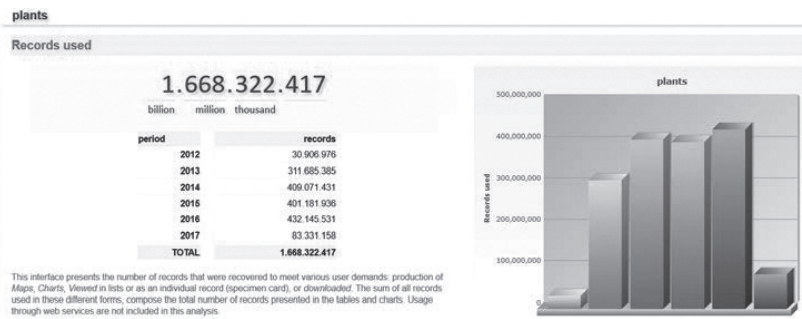 plants
Records used
1.668.322.417
billion million thousand
period records
2012 30.906.976
2013 311.685.385
2014 409.071.431
2015 401.181.936
2016 432.145.531
2017 83.331.158
TOTAL 1.668.322.417
This interface presents the number of records that were recovered to meet various user demands: production of
Maps, Charts, Viewed in lists or as an individual record (specimen card), or downloaded. The sum of all records
used in these different forms, compose the total number of records presented in the tables and charts. Usage
through web services are not included in this analysis.
plants
Records used
500,000,000
400,000,000
300,000,000
200,000,000
100,000,000
0